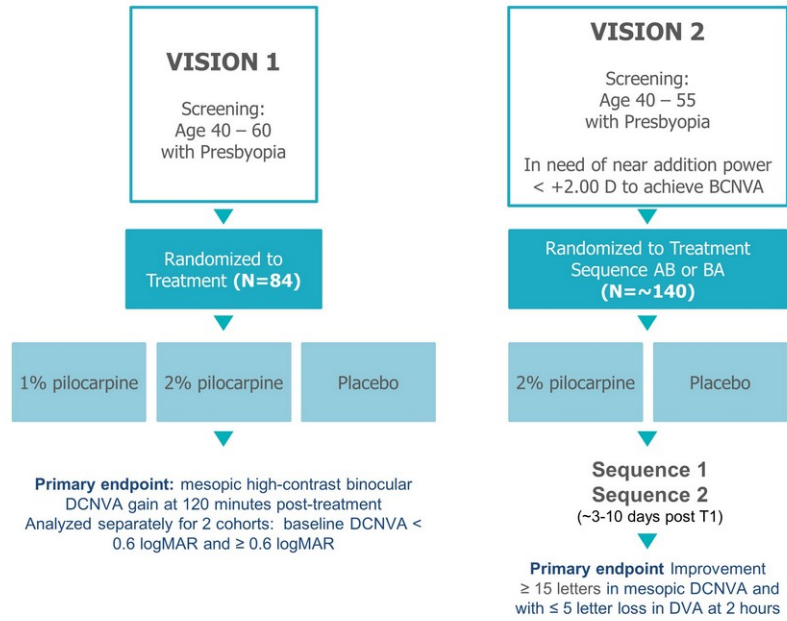 VISION 1
Screening:
Age 40 – 60
with Presbyopia
Randomized to
Treatment (N=84)
1% pilocarpine
2% pilocarpine
Placebo
Primary endpoint: mesopic high-contrast binocular
DCNVA gain at 120 minutes post-treatment
Analyzed separately for 2 cohorts: baseline DCNVA <
0.6 logMAR and ≥ 0.6 logMAR
VISION 2
Screening:
Age 40 – 55
with Presbyopia
In need of near addition power
< +2.00 D to achieve BCNVA
Randomized to Treatment
Sequence AB or BA
(N=~140)
2% pilocarpine
Placebo
Sequence 1
Sequence 2
(~3-10 days post T1)
Primary endpoint Improvement
≥ 15 letters in mesopic DCNVA and
with ≤ 5 letter loss in DVA at 2 hours